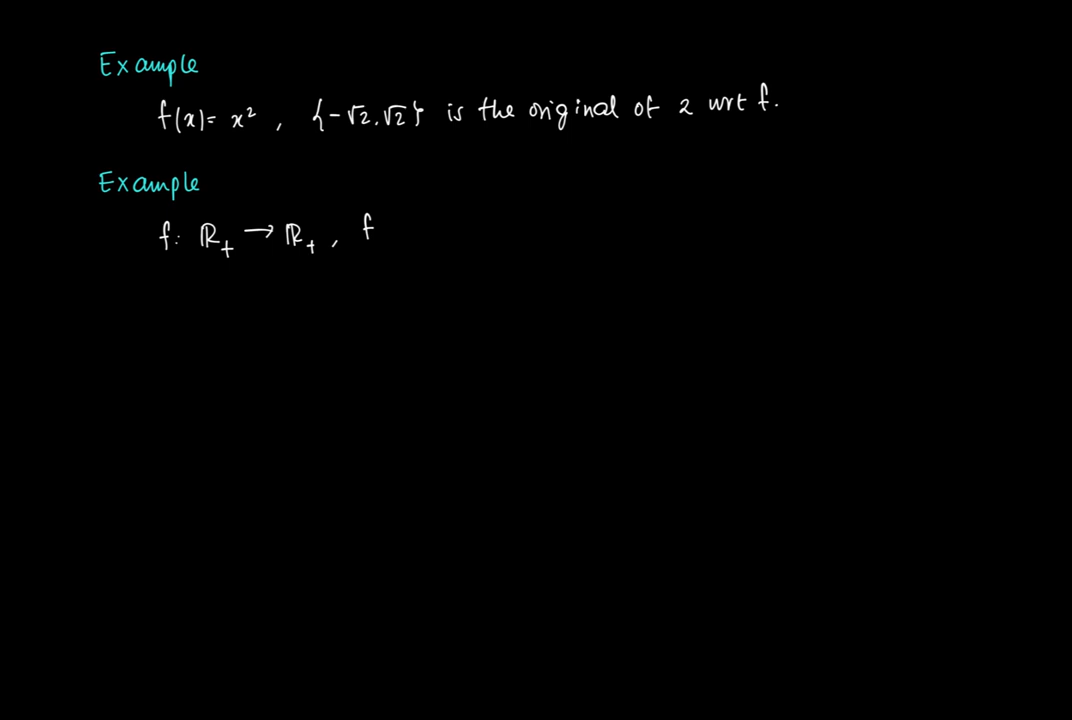 Example
f(x) = x², {-√2, √2} is the original of 2 wrt f.
Example
f: ℝ₊ → ℝ₊, f